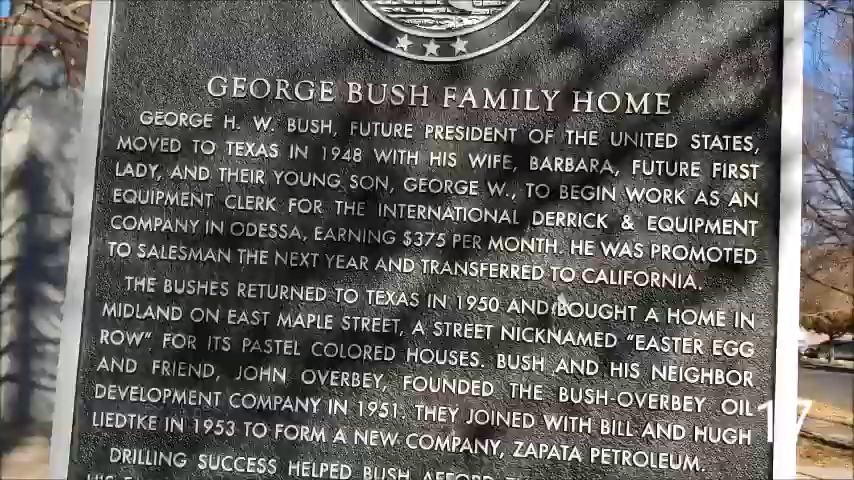 GEORGE BUSH FAMILY HOME
GEORGE H. W. BUSH, FUTURE PRESIDENT OF THE UNITED STATES,
MOVED TO TEXAS IN 1948 WITH HIS WIFE, BARBARA, FUTURE FIRST
LADY, AND THEIR YOUNG SON, GEORGE W., TO BEGIN WORK AS AN
EQUIPMENT CLERK FOR THE INTERNATIONAL DERRICK & EQUIPMENT
COMPANY IN ODESSA, EARNING $375 PER MONTH. HE WAS PROMOTED
TO SALESMAN THE NEXT YEAR AND TRANSFERRED TO CALIFORNIA.
THE BUSHES RETURNED TO TEXAS IN 1950 AND BOUGHT A HOME IN
MIDLAND ON EAST MAPLE STREET, A STREET NICKNAMED “EASTER EGG
ROW” FOR ITS PASTEL COLORED HOUSES. BUSH AND HIS NEIGHBOR
AND FRIEND, JOHN OVERBEY, FOUNDED THE BUSH-OVERBEY OIL
DEVELOPMENT COMPANY IN 1951. THEY JOINED WITH BILL AND HUGH
LIEDTKE IN 1953 TO FORM A NEW COMPANY, ZAPATA PETROLEUM.
DRILLING SUCCESS HELPED BUSH AFFORD
17